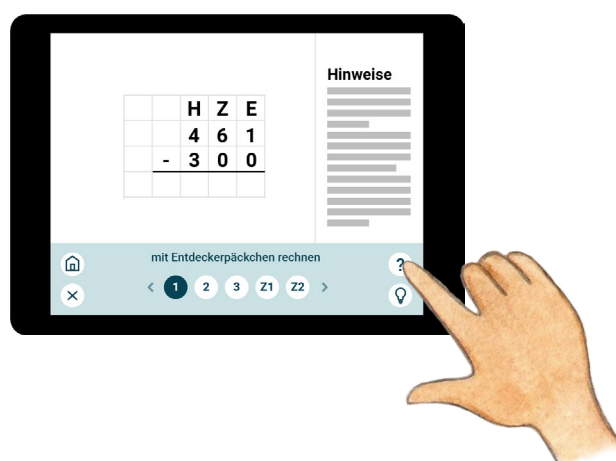 Hinweise
H Z E
4 6 1
- 3 0 0
mit Entdeckerpäckchen rechnen
?
< 1 2 3 Z1 Z2 >